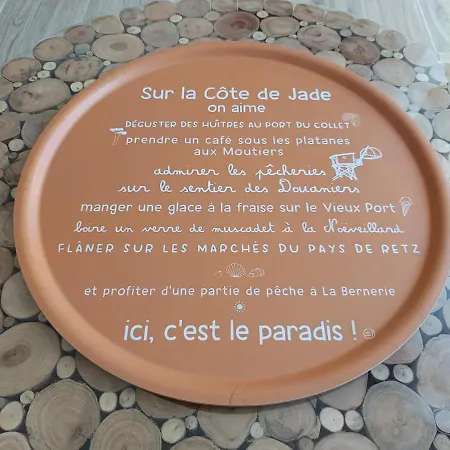 Sur la Côte de Jade
on aime
DÉGUSTER DES HUÎTRES AU PORT DU COLLET
prendre un café sous les platanes
aux Moutiers
admirer les pêcheries
sur le sentier des Douaniers
manger une glace à la fraise sur le Vieux Port
boire un verre de muscadet à la Noëveillard
FLÂNER SUR LES MARCHÉS DU PAYS DE RETZ
et profiter d'une partie de pêche à La Bernerie
ici, c'est le paradis !